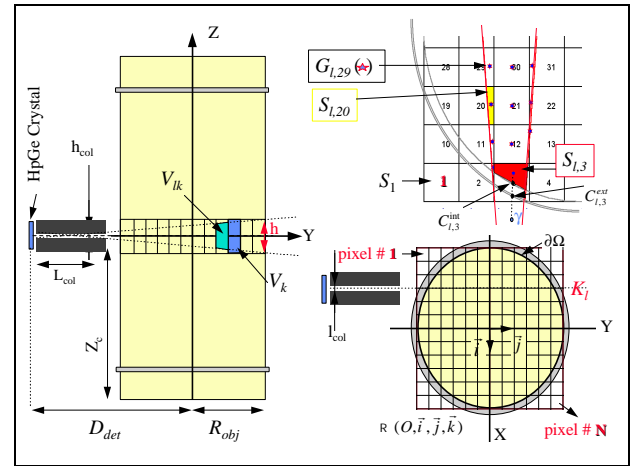 Z
HpGe Crystal
h_col
V_lk
h
Y
L_col
V_k
Z_c
D_det
R_obj
G_l,29 (★)
S_l,20
28 29 30 31
19 20 21 22
10 11 12 13
S_1 1 2 4
S_l,3
C_l,3^int
C_l,3^ext
γ
pixel # 1
∂Ω
K_l
l_col
Y
i j
R (O,i,j,k)
X
pixel # N